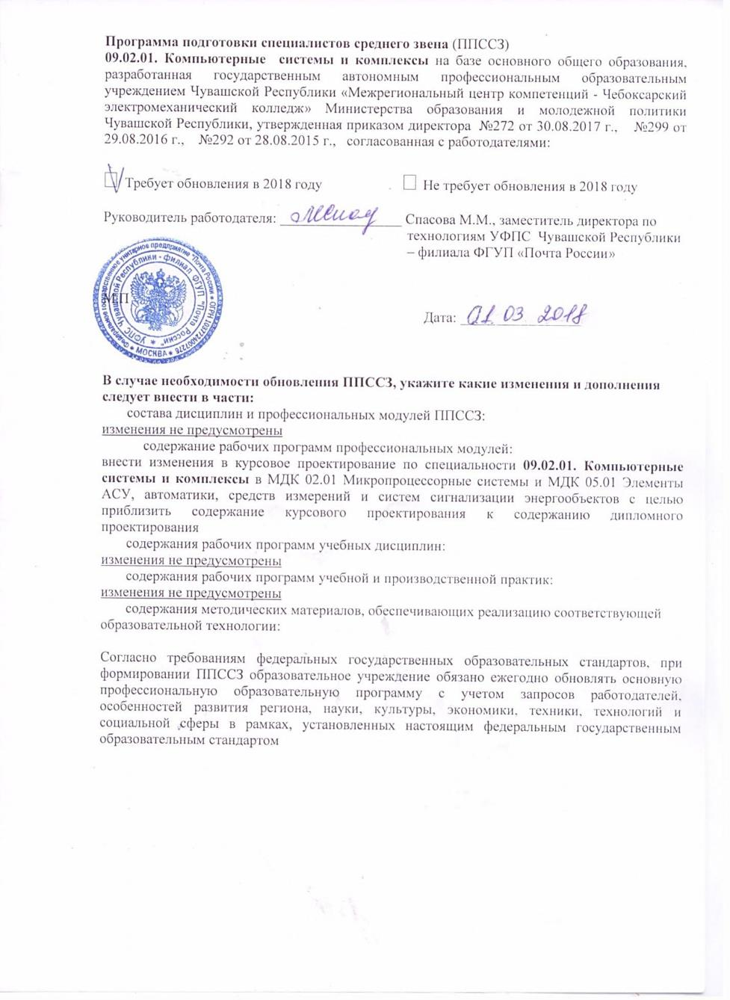 Программа подготовки специалистов среднего звена (ППССЗ)
09.02.01. Компьютерные системы и комплексы на базе основного общего образования,
разработанная государственным автономным профессиональным образовательным
учреждением Чувашской Республики «Межрегиональный центр компетенций - Чебоксарский
электромеханический колледж» Министерства образования и молодежной политики
Чувашской Республики, утвержденная приказом директора №272 от 30.08.2017 г., №299 от
29.08.2016 г., №292 от 28.08.2015 г., согласованная с работодателями:
Требует обновления в 2018 году Не требует обновления в 2018 году
Руководитель работодателя: Спасова М.М., заместитель директора по
технологиям УФПС Чувашской Республики
– филиала ФГУП «Почта России»
Федеральное государственное унитарное предприятие "Почта России" * ОГРН 1037724007276
* МОСКВА *
УФПС Чувашской Республики - филиал ФГУП "Почта России" *
МП
Дата: 01 03 2018
В случае необходимости обновления ППССЗ, укажите какие изменения и дополнения
следует внести в части:
состава дисциплин и профессиональных модулей ППССЗ:
изменения не предусмотрены
содержание рабочих программ профессиональных модулей:
внести изменения в курсовое проектирование по специальности 09.02.01. Компьютерные
системы и комплексы в МДК 02.01 Микропроцессорные системы и МДК 05.01 Элементы
АСУ, автоматики, средств измерений и систем сигнализации энергообъектов с целью
приблизить содержание курсового проектирования к содержанию дипломного
проектирования
содержания рабочих программ учебных дисциплин:
изменения не предусмотрены
содержания рабочих программ учебной и производственной практик:
изменения не предусмотрены
содержания методических материалов, обеспечивающих реализацию соответствующей
образовательной технологии:
Согласно требованиям федеральных государственных образовательных стандартов, при
формировании ППССЗ образовательное учреждение обязано ежегодно обновлять основную
профессиональную образовательную программу с учетом запросов работодателей,
особенностей развития региона, науки, культуры, экономики, техники, технологий и
социальной сферы в рамках, установленных настоящим федеральным государственным
образовательным стандартом